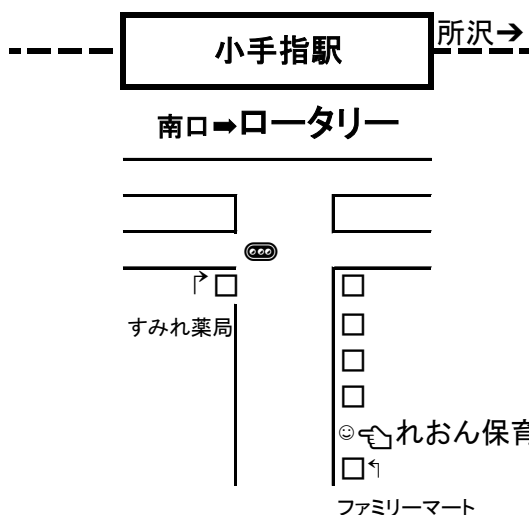 所沢→
小手指駅
南口➡ロータリー
すみれ薬局
れおん保育
ファミリーマート